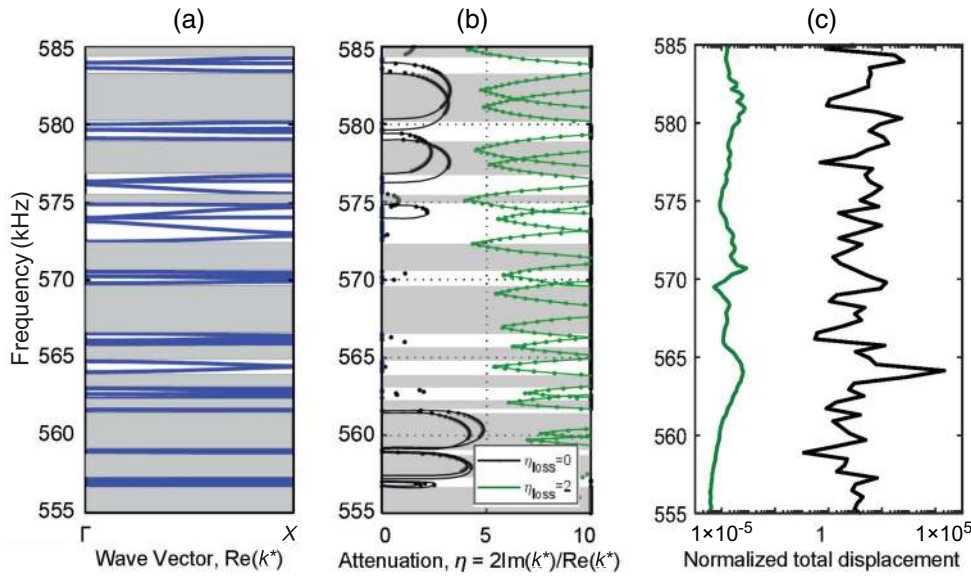 (a)
(b)
(c)
Frequency (kHz)
585
580
575
570
565
560
555
Γ
X
Wave Vector, Re(k*)
585
580
575
570
565
560
555
0
5
10
η_loss=0
η_loss=2
Attenuation, η = 2Im(k*)/Re(k*)
585
580
575
570
565
560
555
1×10⁻⁵
1
1×10⁵
Normalized total displacement